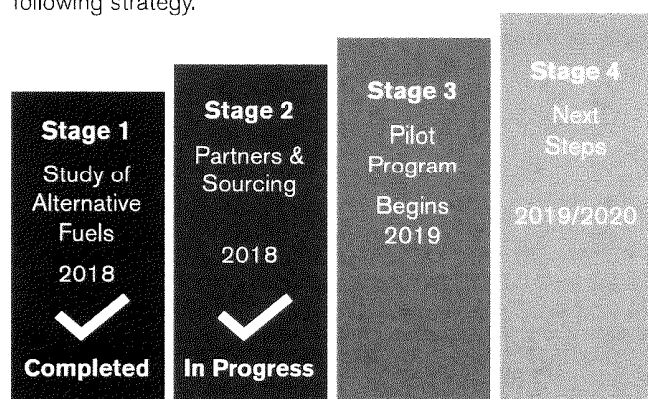 following strategy.
Stage 1
Study of
Alternative
Fuels
2018
Completed
Stage 2
Partners &
Sourcing
2018
In Progress
Stage 3
Pilot
Program
Begins
2019
Stage 4
Next
Steps
2019/2020